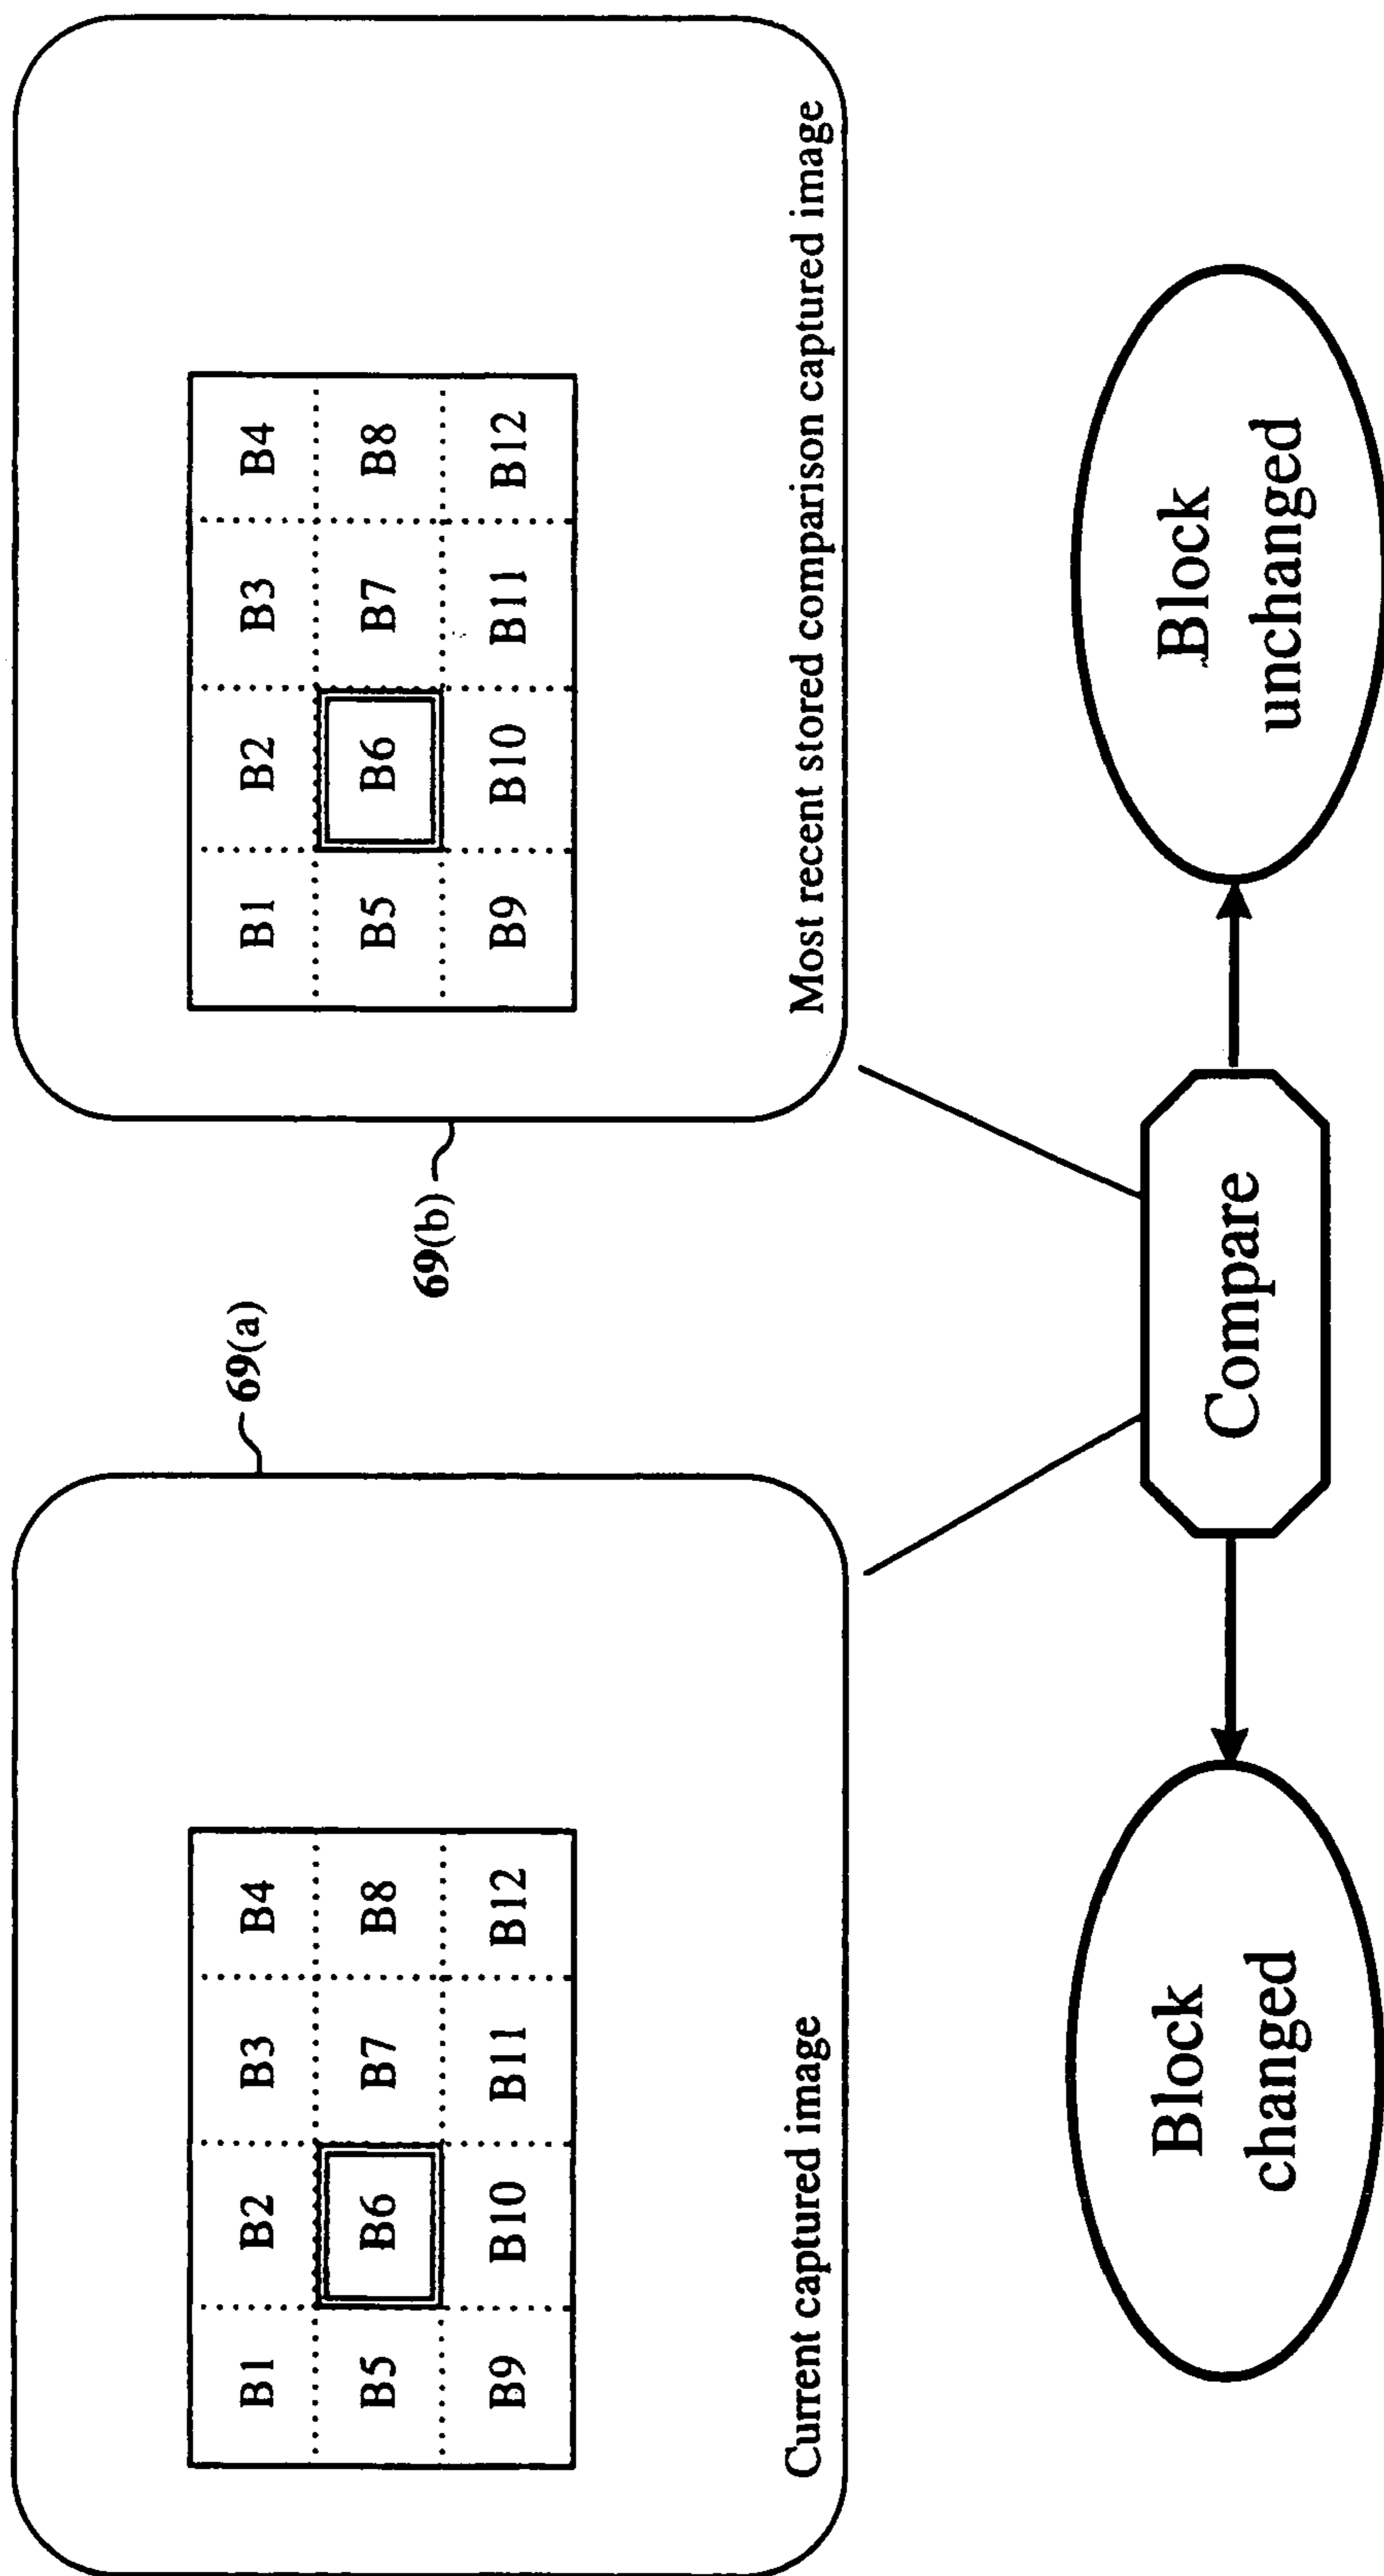 69(a)
B1 B2 B3 B4
B5 B6 B7 B8
B9 B10 B11 B12
Current captured image
69(b)
B1 B2 B3 B4
B5 B6 B7 B8
B9 B10 B11 B12
Most recent stored comparison captured image
Block
changed
Compare
Block
unchanged